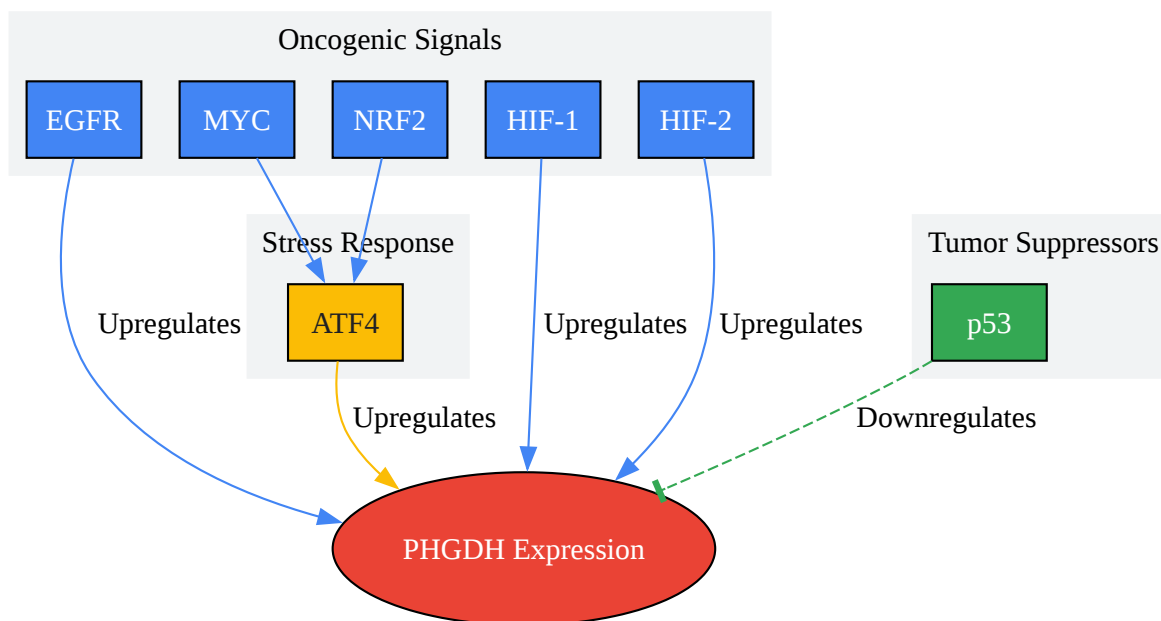 Oncogenic Signals
EGFR
MYC
NRF2
HIF-1
HIF-2
Stress Response
Tumor Suppressors
ATF4
p53
Upregulates
Upregulates
Upregulates
Upregulates
Downregulates
PHGDH Expression